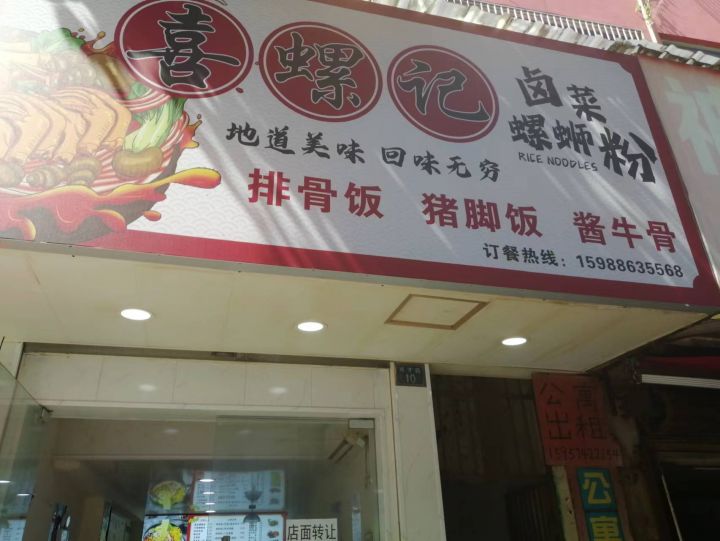 喜螺记
卤菜
螺蛳粉
RICE NOODLES
地道美味 回味无穷
排骨饭 猪脚饭 酱牛骨
订餐热线：15988635568
10
公寓
出租
店面转让
公寓